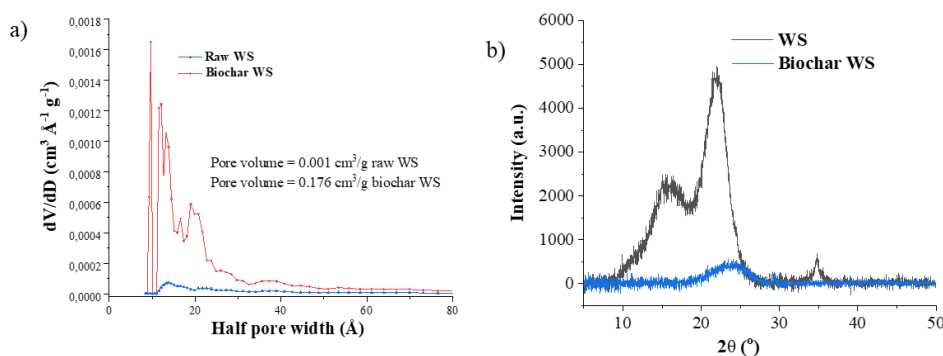 a)
0,0018
0,0016
0,0014
0,0012
0,0010
0,0008
0,0006
0,0004
0,0002
0,0000
dV/dD (cm³ Å⁻¹ g⁻¹)
Raw WS
Biochar WS
Pore volume = 0.001 cm³/g raw WS
Pore volume = 0.176 cm³/g biochar WS
0 10 20 40 60 80
Half pore width (Å)
b)
6000
5000
4000
3000
2000
1000
0
Intensity (a.u.)
WS
Biochar WS
10 20 30 40 50
2θ (°)